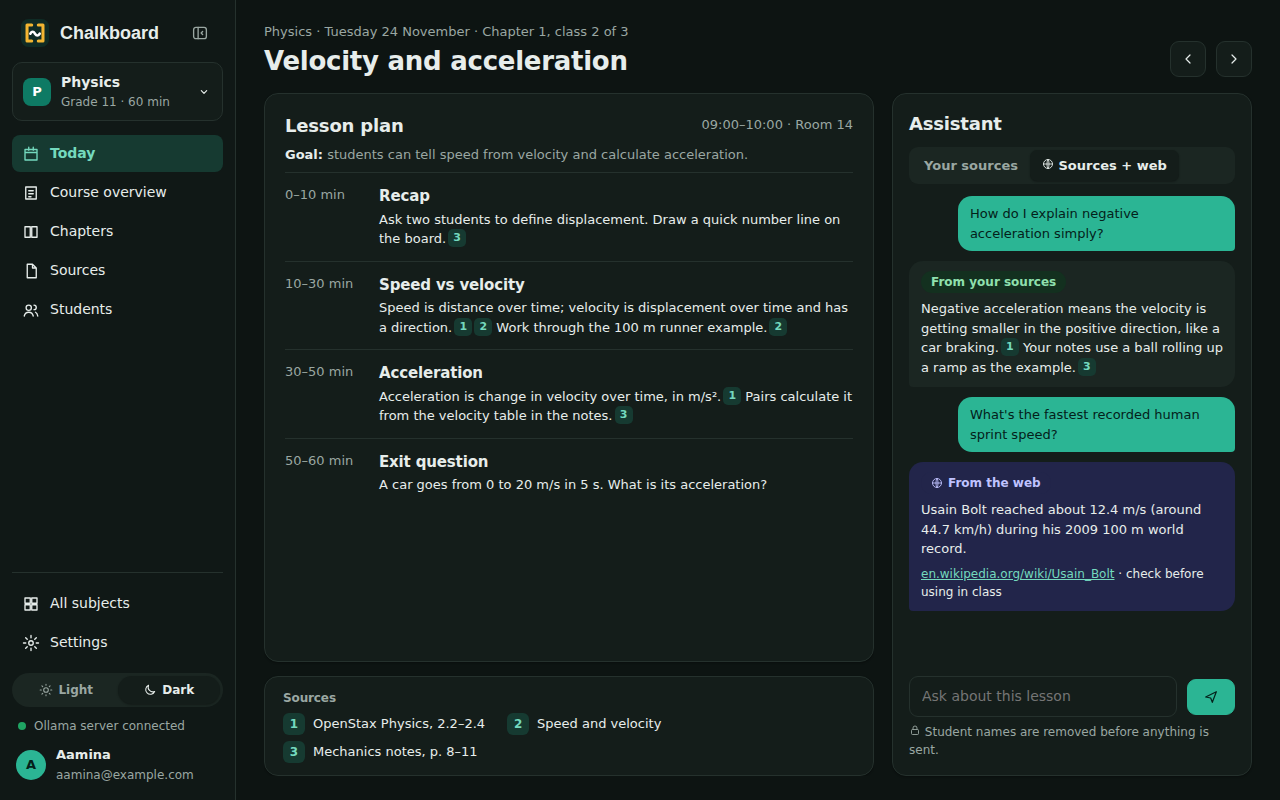 Chalkboard
P
Physics
Grade 11 · 60 min
Today
Course overview
Chapters
Sources
Students
All subjects
Settings
Light
Dark
Ollama server connected
A
Aamina
aamina@example.com
Physics · Tuesday 24 November · Chapter 1, class 2 of 3
Velocity and acceleration
Lesson plan
09:00–10:00 · Room 14
Goal: students can tell speed from velocity and calculate acceleration.
0–10 min
Recap
Ask two students to define displacement. Draw a quick number line on
the board. 3
10–30 min
Speed vs velocity
Speed is distance over time; velocity is displacement over time and has
a direction. 1 2 Work through the 100 m runner example. 2
30–50 min
Acceleration
Acceleration is change in velocity over time, in m/s². 1 Pairs calculate it
from the velocity table in the notes. 3
50–60 min
Exit question
A car goes from 0 to 20 m/s in 5 s. What is its acceleration?
Sources
1 OpenStax Physics, 2.2–2.4
2 Speed and velocity
3 Mechanics notes, p. 8–11
Assistant
Your sources
Sources + web
How do I explain negative
acceleration simply?
From your sources
Negative acceleration means the velocity is
getting smaller in the positive direction, like a
car braking. 1 Your notes use a ball rolling up
a ramp as the example. 3
What's the fastest recorded human
sprint speed?
From the web
Usain Bolt reached about 12.4 m/s (around
44.7 km/h) during his 2009 100 m world
record.
en.wikipedia.org/wiki/Usain_Bolt · check before
using in class
Ask about this lesson
Student names are removed before anything is
sent.